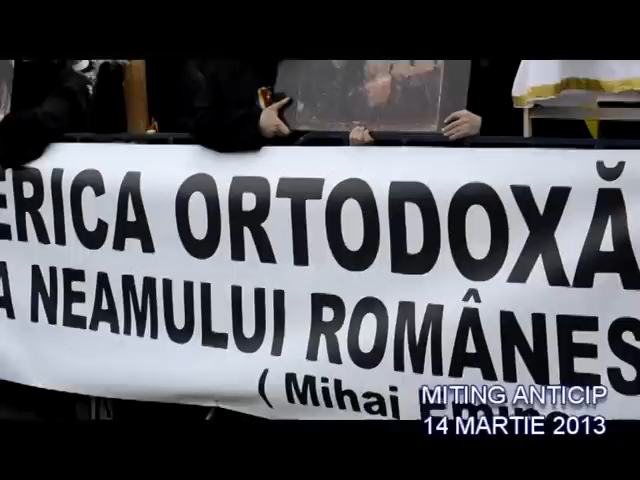 ERICA ORTODOXĂ
A NEAMULUI ROMÂNES
( Mihai
MITING ANTICIP
14 MARTIE 2013